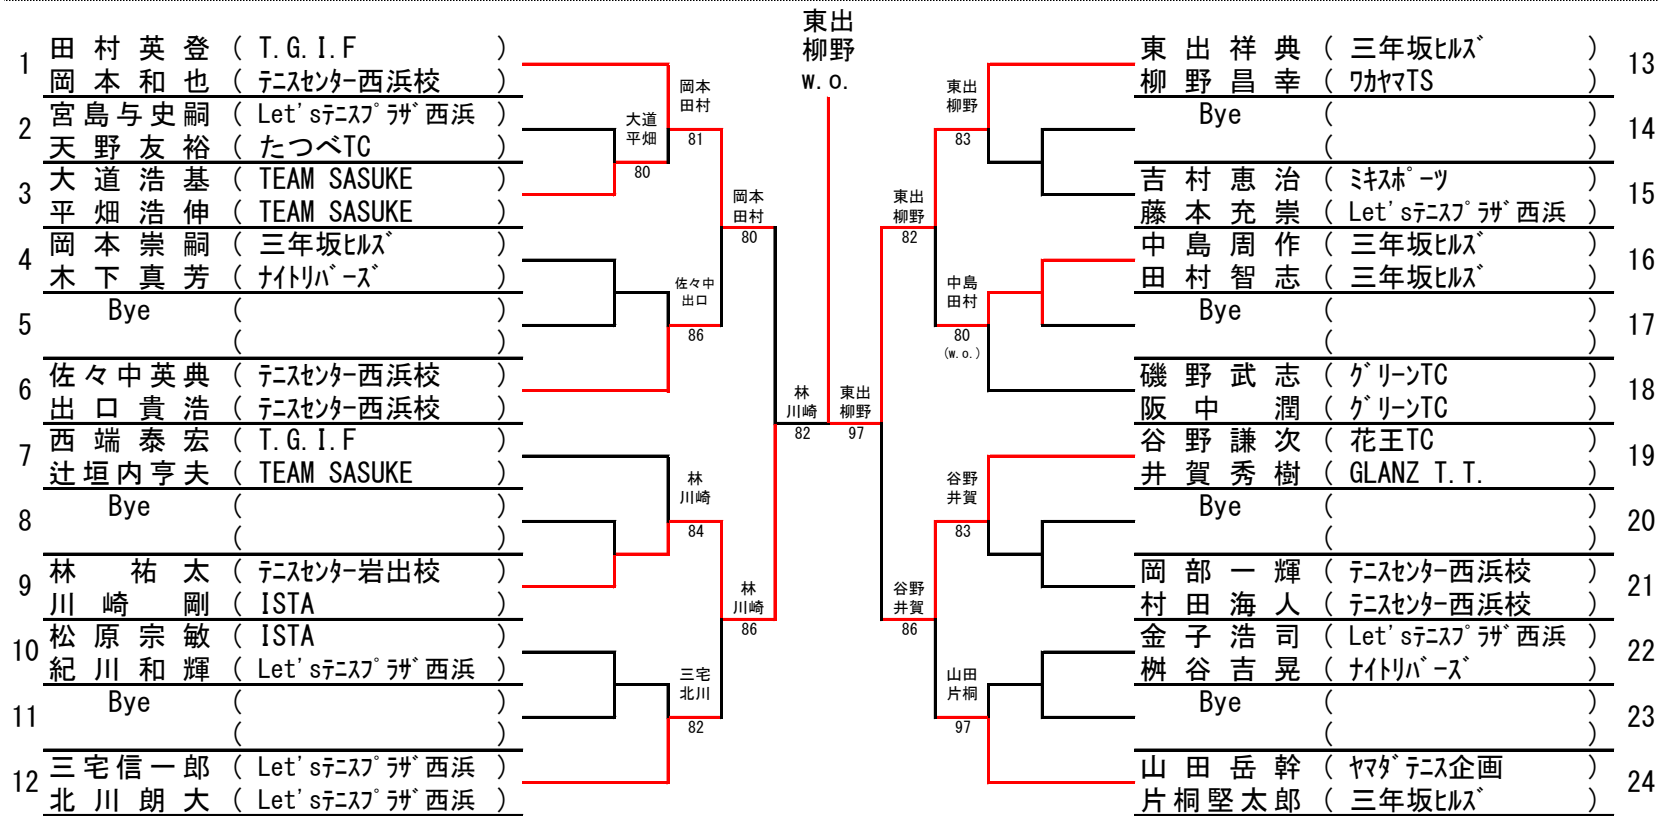 東出
柳野
w.o.
1 田村英登 ( T.G.I.F )
岡本和也 ( ﾃﾆｽｾﾝﾀｰ西浜校 )
2 宮島与史嗣 ( Let'sﾃﾆｽﾌﾟﾗｻﾞ西浜 )
天野友裕 ( たつべTC )
3 大道浩基 ( TEAM SASUKE )
平畑浩伸 ( TEAM SASUKE )
4 岡本崇嗣 ( 三年坂ﾋﾙｽﾞ )
木下真芳 ( ﾅｲﾄﾘﾊﾞｰｽﾞ )
5 Bye ( )
( )
6 佐々中英典 ( ﾃﾆｽｾﾝﾀｰ西浜校 )
出口貴浩 ( ﾃﾆｽｾﾝﾀｰ西浜校 )
7 西端泰宏 ( T.G.I.F )
辻垣内亨夫 ( TEAM SASUKE )
8 Bye ( )
( )
9 林祐太 ( ﾃﾆｽｾﾝﾀｰ岩出校 )
川崎剛 ( ISTA )
10 松原宗敏 ( ISTA )
紀川和輝 ( Let'sﾃﾆｽﾌﾟﾗｻﾞ西浜 )
11 Bye ( )
( )
12 三宅信一郎 ( Let'sﾃﾆｽﾌﾟﾗｻﾞ西浜 )
北川朗大 ( Let'sﾃﾆｽﾌﾟﾗｻﾞ西浜 )
大道
平畑
80
岡本
田村
81
佐々中
出口
86
林
川崎
84
三宅
北川
82
岡本
田村
80
林
川崎
86
林
川崎
82
東出
柳野
97
東出
柳野
82
谷野
井賀
86
東出
柳野
83
中島
田村
80
(w.o.)
谷野
井賀
83
山田
片桐
97
東出祥典 ( 三年坂ﾋﾙｽﾞ ) 13
柳野昌幸 ( ﾜｶﾔﾏTS )
Bye ( ) 14
( )
吉村恵治 ( ﾐｷｽﾎﾟｰﾂ ) 15
藤本充崇 ( Let'sﾃﾆｽﾌﾟﾗｻﾞ西浜 )
中島周作 ( 三年坂ﾋﾙｽﾞ ) 16
田村智志 ( 三年坂ﾋﾙｽﾞ )
Bye ( ) 17
( )
磯野武志 ( ｸﾞﾘｰﾝTC ) 18
阪中潤 ( ｸﾞﾘｰﾝTC )
谷野謙次 ( 花王TC ) 19
井賀秀樹 ( GLANZ T.T. )
Bye ( ) 20
( )
岡部一輝 ( ﾃﾆｽｾﾝﾀｰ西浜校 ) 21
村田海人 ( ﾃﾆｽｾﾝﾀｰ西浜校 )
金子浩司 ( Let'sﾃﾆｽﾌﾟﾗｻﾞ西浜 ) 22
桝谷吉晃 ( ﾅｲﾄﾘﾊﾞｰｽﾞ )
Bye ( ) 23
( )
山田岳幹 ( ﾔﾏﾀﾞﾃﾆｽ企画 ) 24
片桐堅太郎 ( 三年坂ﾋﾙｽﾞ )